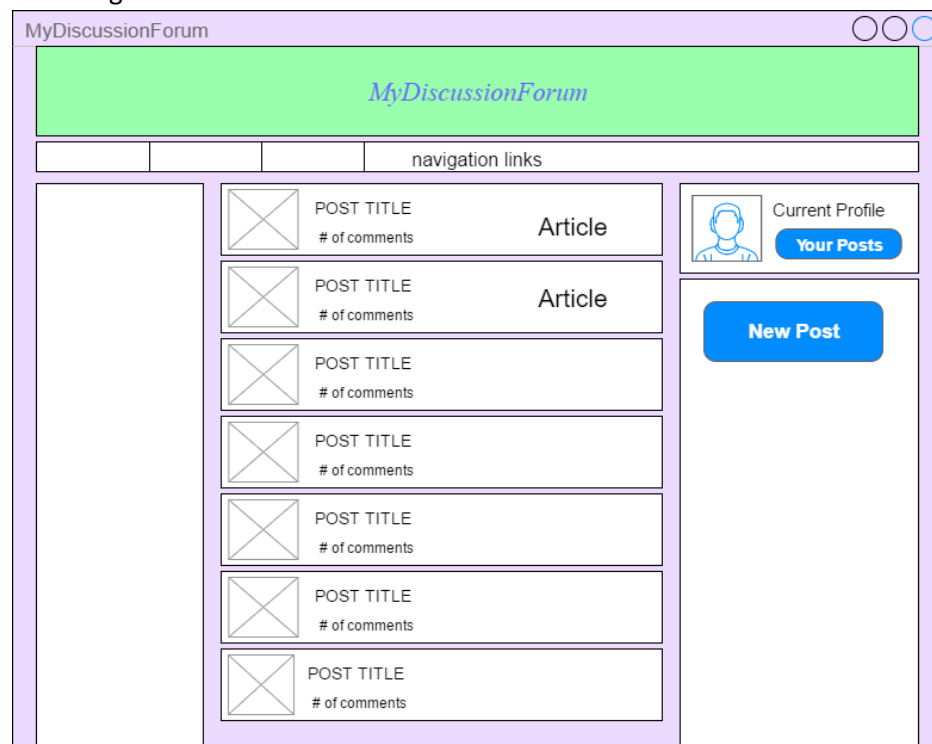 MyDiscussionForum
MyDiscussionForum
navigation links
POST TITLE
# of comments
Article
POST TITLE
# of comments
Article
POST TITLE
# of comments
POST TITLE
# of comments
POST TITLE
# of comments
POST TITLE
# of comments
POST TITLE
# of comments
Current Profile
Your Posts
New Post